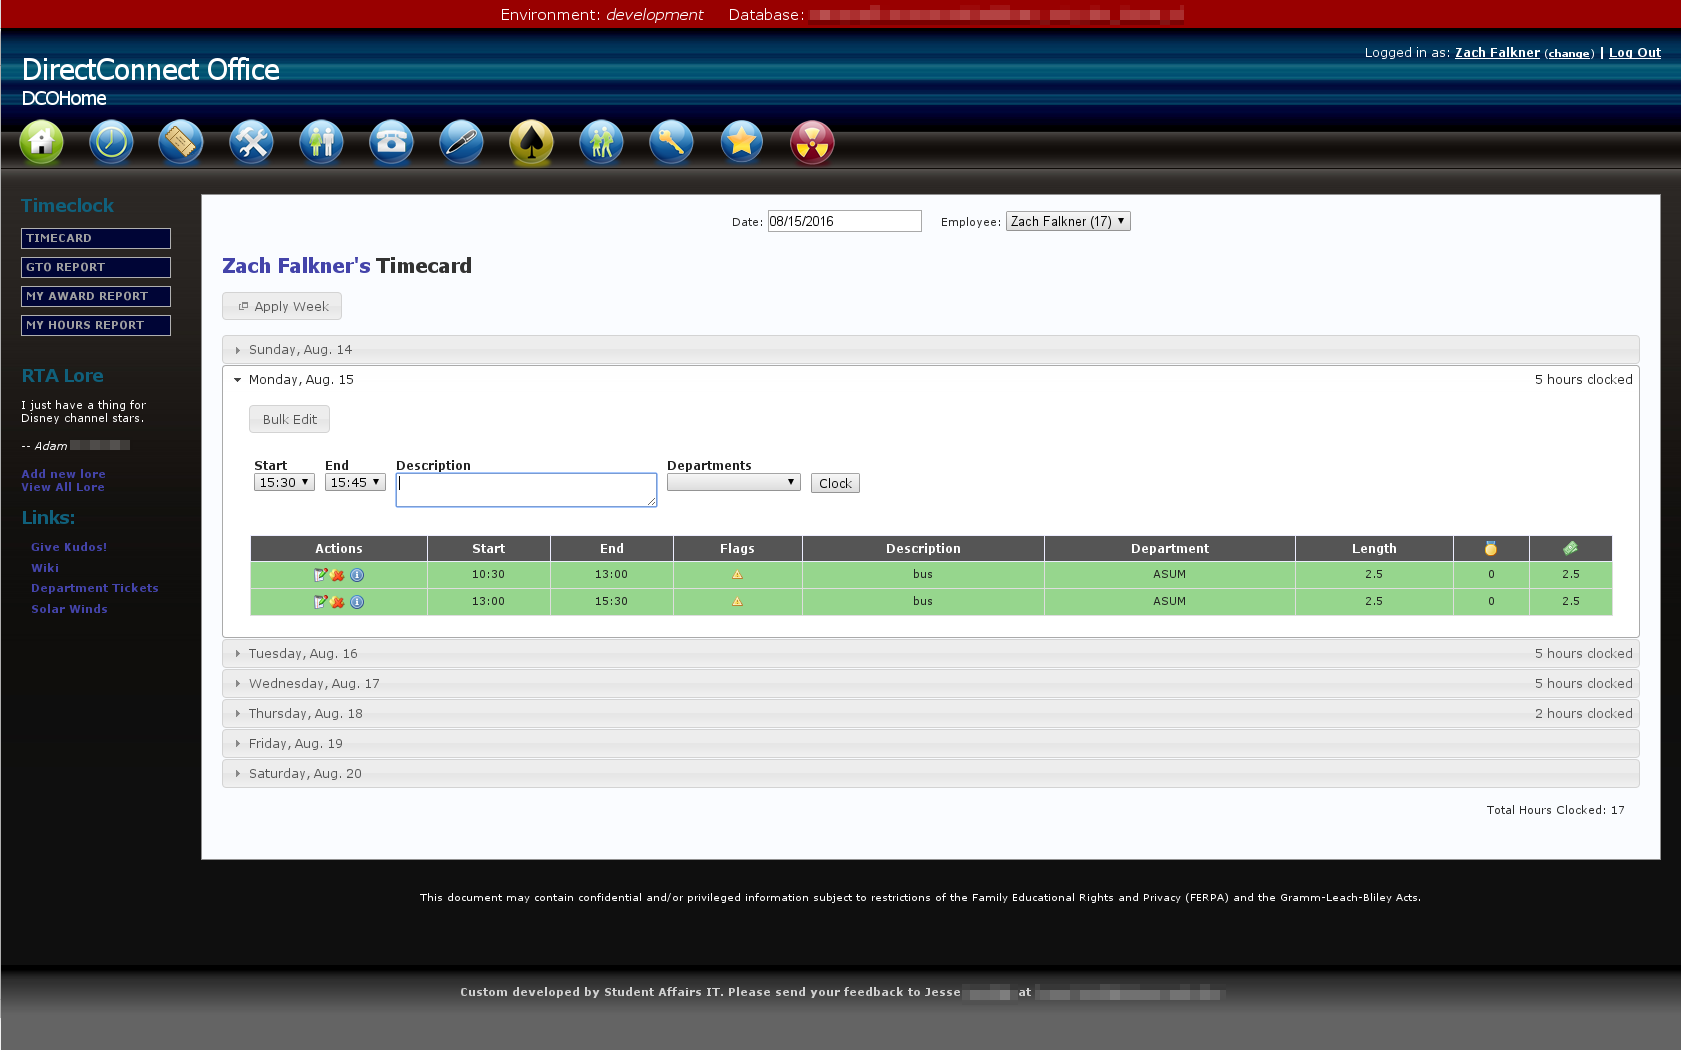 Environment: development Database:
Logged in as: Zach Falkner (change) | Log Out
DirectConnect Office
DCOHome
Timeclock
TIMECARD
GTO REPORT
MY AWARD REPORT
MY HOURS REPORT
RTA Lore
I just have a thing for
Disney channel stars.
-- Adam
Add new lore
View All Lore
Links:
Give Kudos!
Wiki
Department Tickets
Solar Winds
Date: 08/15/2016 Employee: Zach Falkner (17)
Zach Falkner's Timecard
Apply Week
Sunday, Aug. 14
Monday, Aug. 15 5 hours clocked
Bulk Edit
Start End Description Departments
15:30 15:45 Clock
Actions Start End Flags Description Department Length
10:30 13:00 bus ASUM 2.5 0 2.5
13:00 15:30 bus ASUM 2.5 0 2.5
Tuesday, Aug. 16 5 hours clocked
Wednesday, Aug. 17 5 hours clocked
Thursday, Aug. 18 2 hours clocked
Friday, Aug. 19
Saturday, Aug. 20
Total Hours Clocked: 17
This document may contain confidential and/or privileged information subject to restrictions of the Family Educational Rights and Privacy (FERPA) and the Gramm-Leach-Bliley Acts.
Custom developed by Student Affairs IT. Please send your feedback to Jesse at